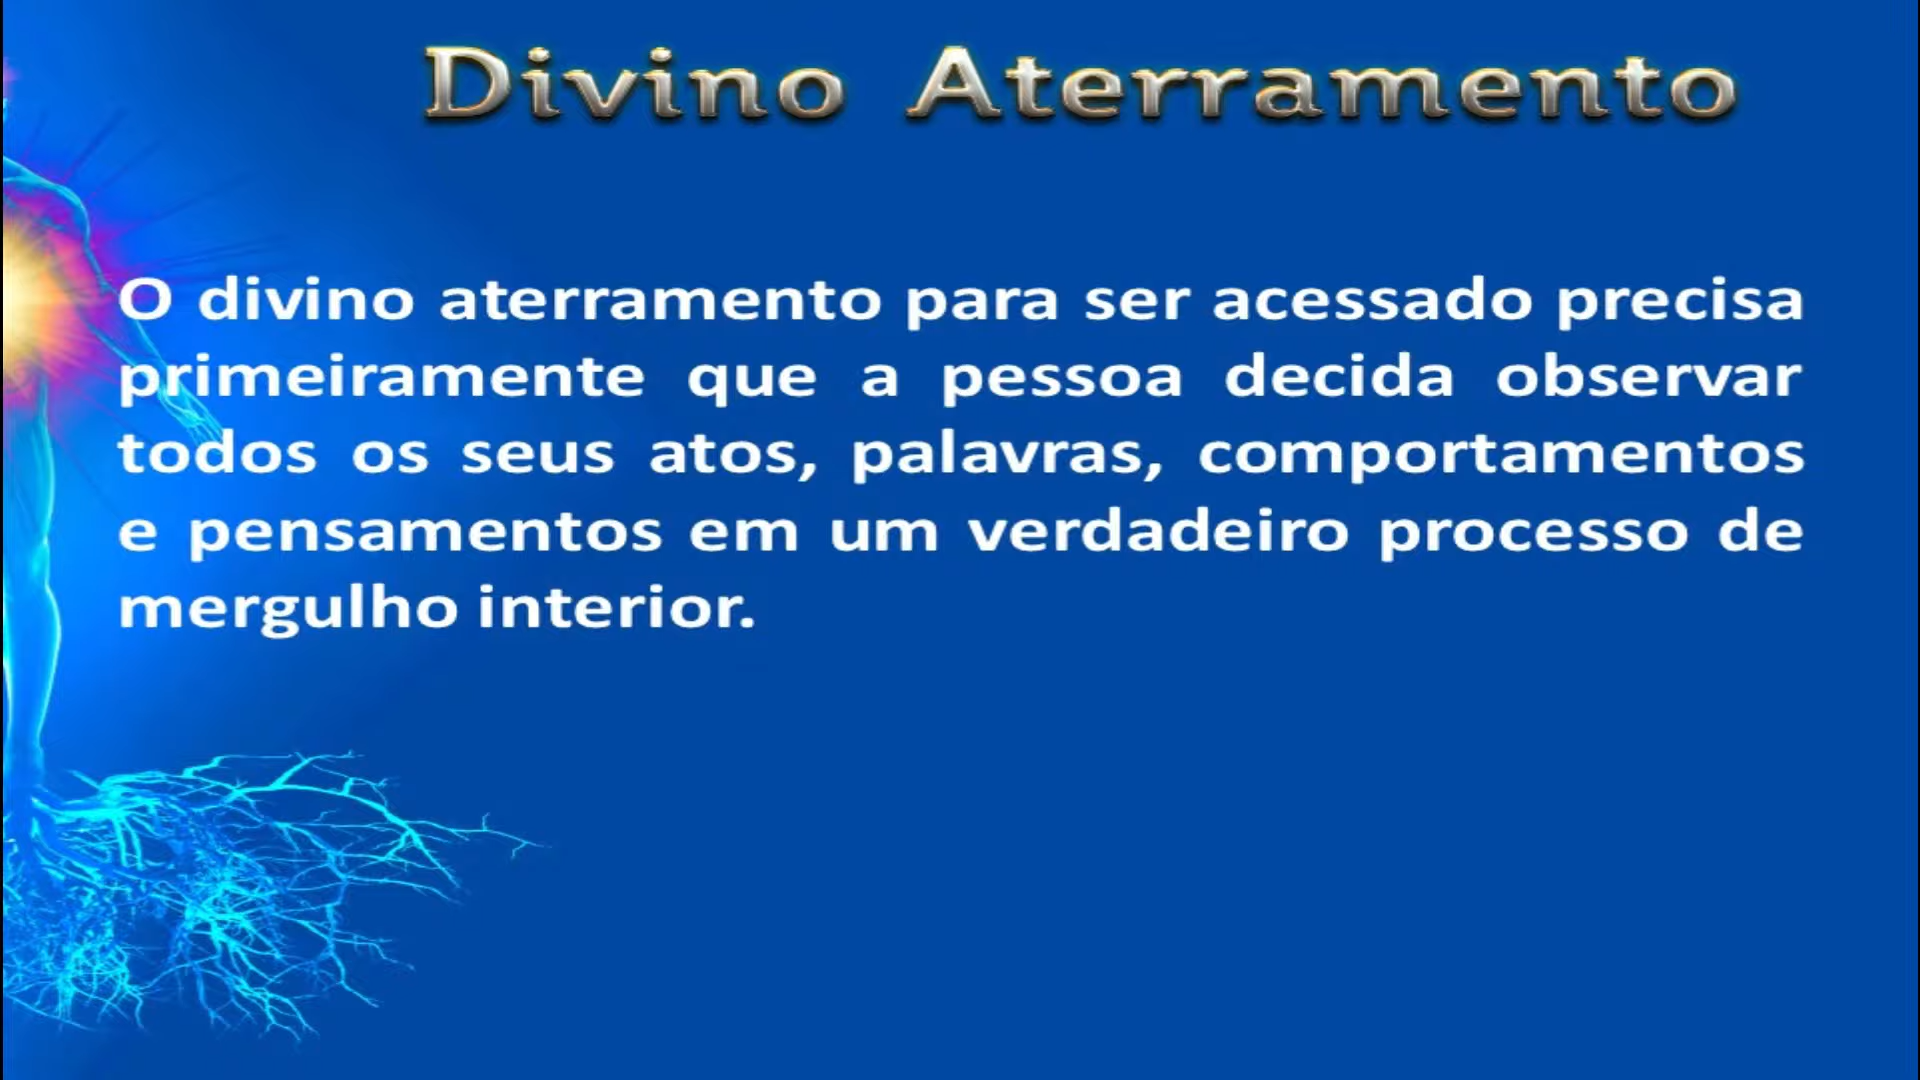 Divino Aterramento
O divino aterramento para ser acessado precisa
primeiramente que a pessoa decida observar
todos os seus atos, palavras, comportamentos
e pensamentos em um verdadeiro processo de
mergulho interior.